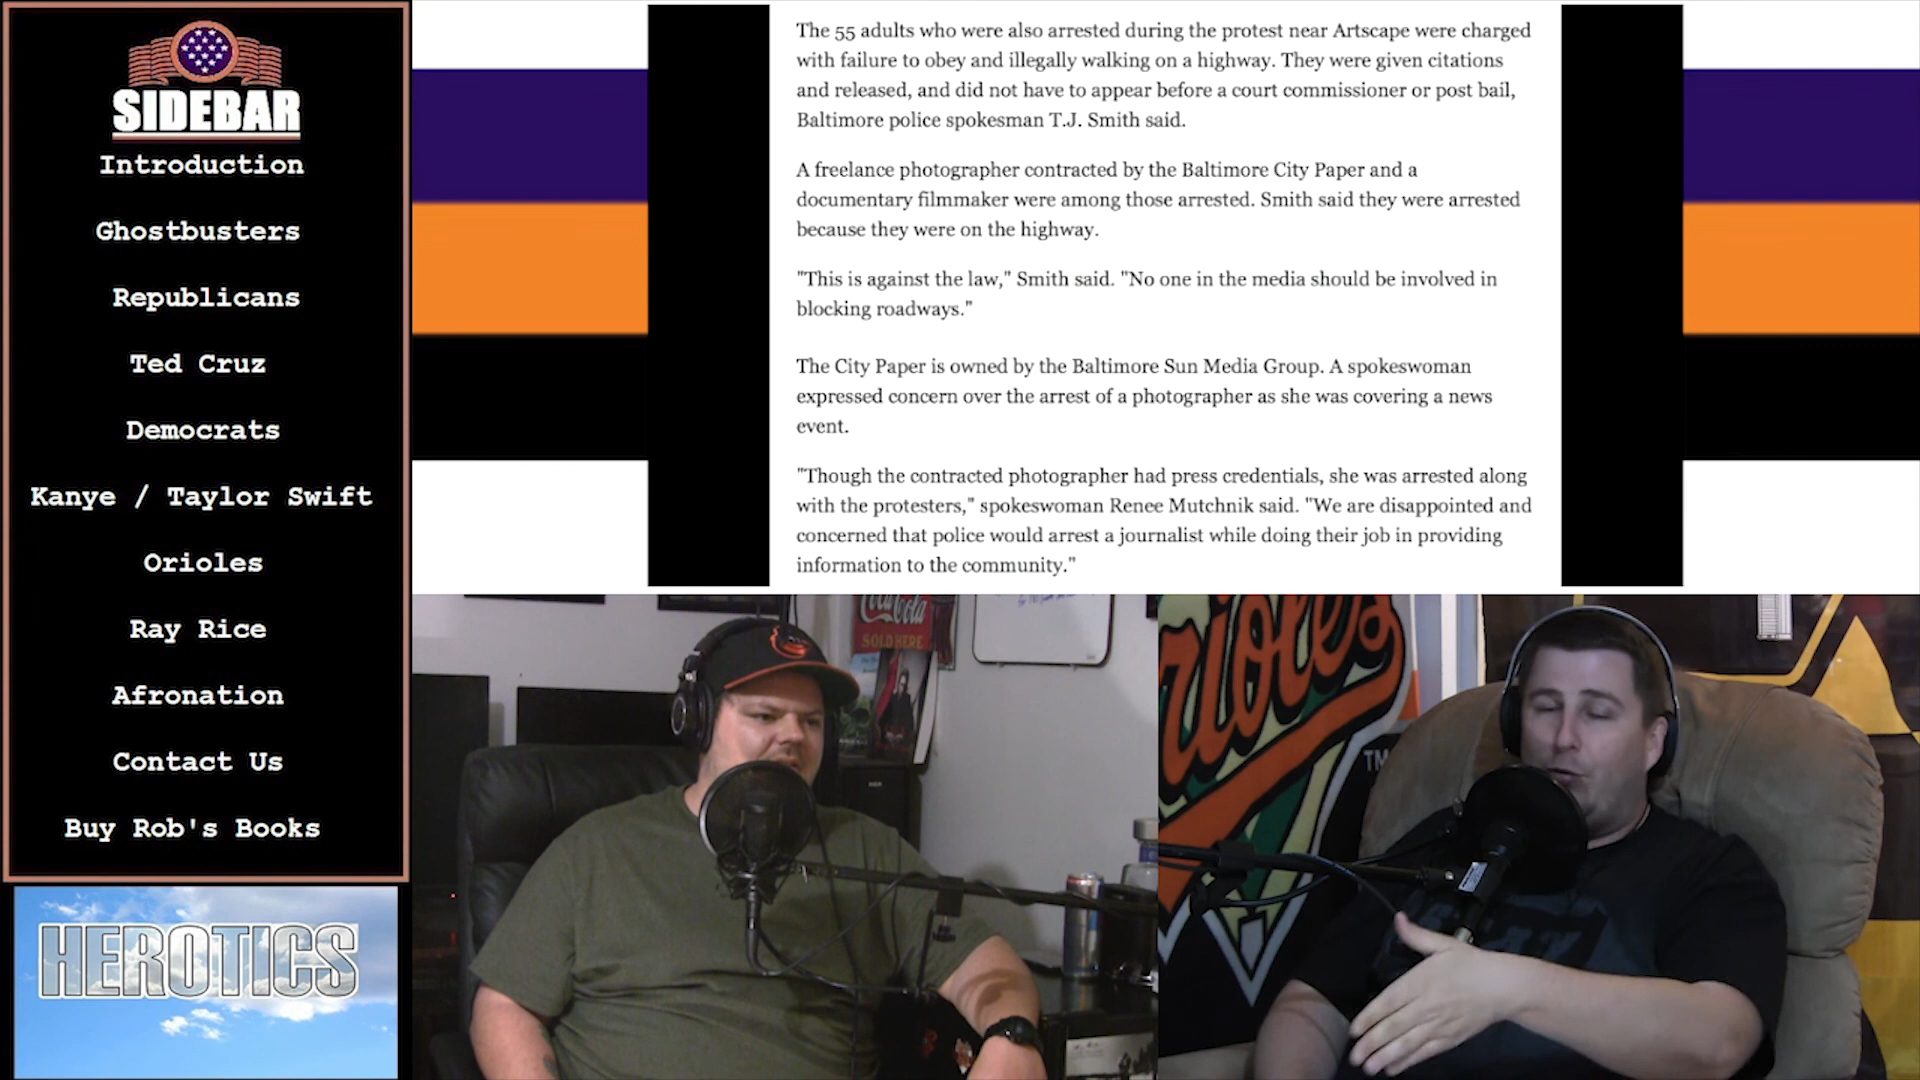 SIDEBAR
Introduction
Ghostbusters
Republicans
Ted Cruz
Democrats
Kanye / Taylor Swift
Orioles
Ray Rice
Afronation
Contact Us
Buy Rob's Books
HEROTICS
The 55 adults who were also arrested during the protest near Artscape were charged
with failure to obey and illegally walking on a highway. They were given citations
and released, and did not have to appear before a court commissioner or post bail,
Baltimore police spokesman T.J. Smith said.
A freelance photographer contracted by the Baltimore City Paper and a
documentary filmmaker were among those arrested. Smith said they were arrested
because they were on the highway.
"This is against the law," Smith said. "No one in the media should be involved in
blocking roadways."
The City Paper is owned by the Baltimore Sun Media Group. A spokeswoman
expressed concern over the arrest of a photographer as she was covering a news
event.
"Though the contracted photographer had press credentials, she was arrested along
with the protesters," spokeswoman Renee Mutchnik said. "We are disappointed and
concerned that police would arrest a journalist while doing their job in providing
information to the community."
Coca-Cola
SOLD HERE
Orioles
TM